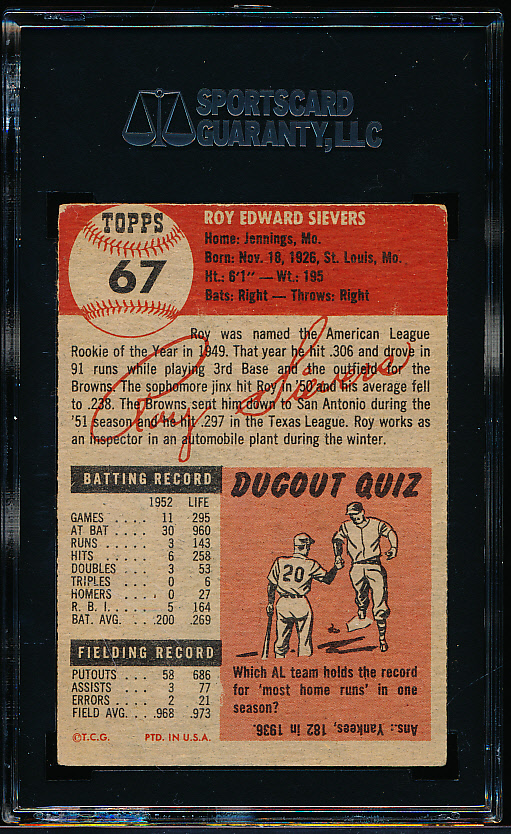 SPORTSCARD
GUARANTY, LLC
TOPPS
67
ROY EDWARD SIEVERS
Home: Jennings, Mo.
Born: Nov. 18, 1926, St. Louis, Mo.
Ht.: 6'1" — Wt.: 195
Bats: Right — Throws: Right
Roy was named the American League
Rookie of the Year in 1949. That year he hit .306 and drove in
91 runs while playing 3rd Base and the outfield for the
Browns. The sophomore jinx hit Roy in '50 and his average fell
to .238. The Browns sent him down to San Antonio during the
'51 season and he hit .297 in the Texas League. Roy works as
an inspector in an automobile plant during the winter.
Roy Sievers
BATTING RECORD
1952 LIFE
GAMES . . . . 11 295
AT BAT . . . . 30 960
RUNS . . . . 3 143
HITS . . . . 6 258
DOUBLES . . . 3 53
TRIPLES . . . 0 6
HOMERS . . . 0 27
R. B. I. . . . . 5 164
BAT. AVG. . . .200 .269
FIELDING RECORD
PUTOUTS . . . 58 686
ASSISTS . . . 3 77
ERRORS . . . 2 21
FIELD AVG. . . .968 .973
©T.C.G. PTD. IN U.S.A.
DUGOUT QUIZ
20
Which AL team holds the record
for 'most home runs' in one
season?
Ans.: Yankees, 182 in 1936.